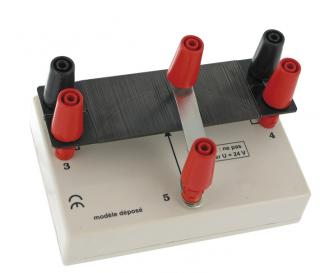 : ne pas
r U = 24 V
4
3
5
CE
modèle déposé